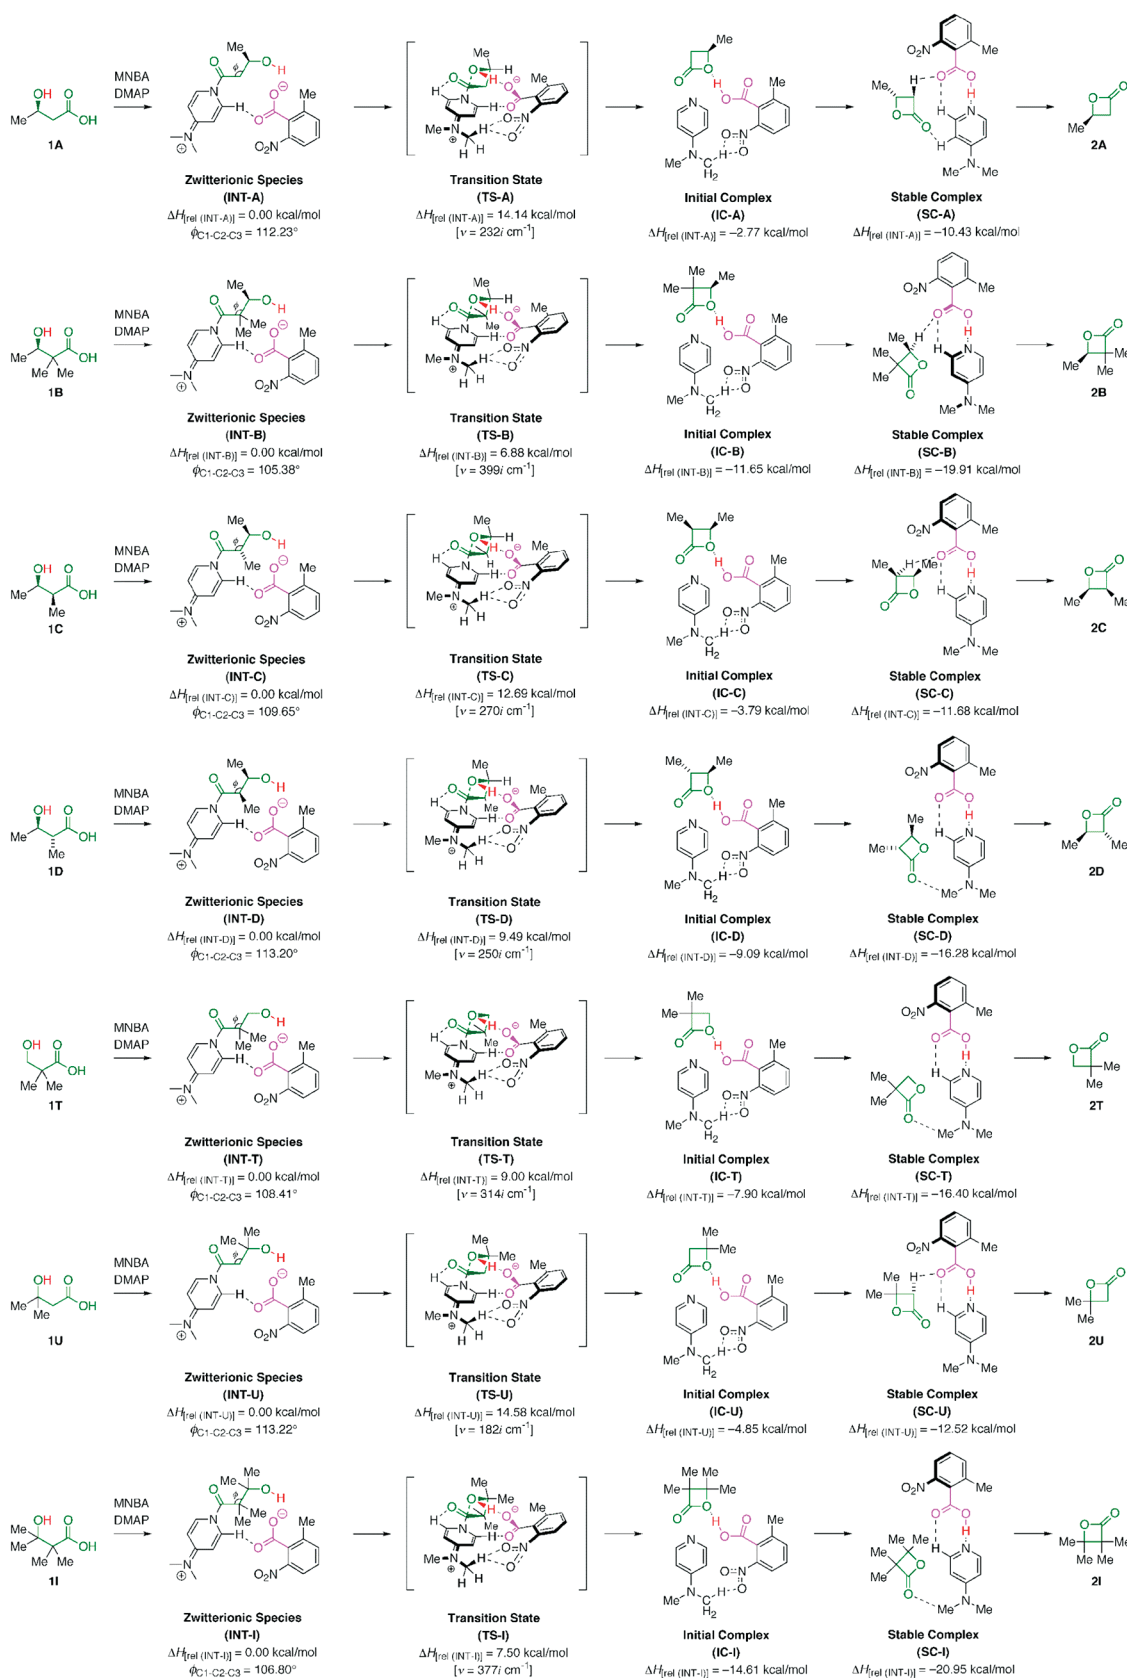 1A
MNBA
DMAP
Zwitterionic Species
(INT-A)
ΔH[rel (INT-A)] = 0.00 kcal/mol
ϕC1-C2-C3 = 112.23°
Transition State
(TS-A)
ΔH[rel (INT-A)] = 14.14 kcal/mol
[ν = 232i cm⁻¹]
Initial Complex
(IC-A)
ΔH[rel (INT-A)] = −2.77 kcal/mol
Stable Complex
(SC-A)
ΔH[rel (INT-A)] = −10.43 kcal/mol
2A
1B
MNBA
DMAP
Zwitterionic Species
(INT-B)
ΔH[rel (INT-B)] = 0.00 kcal/mol
ϕC1-C2-C3 = 105.38°
Transition State
(TS-B)
ΔH[rel (INT-B)] = 6.88 kcal/mol
[ν = 399i cm⁻¹]
Initial Complex
(IC-B)
ΔH[rel (INT-B)] = −11.65 kcal/mol
Stable Complex
(SC-B)
ΔH[rel (INT-B)] = −19.91 kcal/mol
2B
1C
MNBA
DMAP
Zwitterionic Species
(INT-C)
ΔH[rel (INT-C)] = 0.00 kcal/mol
ϕC1-C2-C3 = 109.65°
Transition State
(TS-C)
ΔH[rel (INT-C)] = 12.69 kcal/mol
[ν = 270i cm⁻¹]
Initial Complex
(IC-C)
ΔH[rel (INT-C)] = −3.79 kcal/mol
Stable Complex
(SC-C)
ΔH[rel (INT-C)] = −11.68 kcal/mol
2C
1D
MNBA
DMAP
Zwitterionic Species
(INT-D)
ΔH[rel (INT-D)] = 0.00 kcal/mol
ϕC1-C2-C3 = 113.20°
Transition State
(TS-D)
ΔH[rel (INT-D)] = 9.49 kcal/mol
[ν = 250i cm⁻¹]
Initial Complex
(IC-D)
ΔH[rel (INT-D)] = −9.09 kcal/mol
Stable Complex
(SC-D)
ΔH[rel (INT-D)] = −16.28 kcal/mol
2D
1T
MNBA
DMAP
Zwitterionic Species
(INT-T)
ΔH[rel (INT-T)] = 0.00 kcal/mol
ϕC1-C2-C3 = 108.41°
Transition State
(TS-T)
ΔH[rel (INT-T)] = 9.00 kcal/mol
[ν = 314i cm⁻¹]
Initial Complex
(IC-T)
ΔH[rel (INT-T)] = −7.90 kcal/mol
Stable Complex
(SC-T)
ΔH[rel (INT-T)] = −16.40 kcal/mol
2T
1U
MNBA
DMAP
Zwitterionic Species
(INT-U)
ΔH[rel (INT-U)] = 0.00 kcal/mol
ϕC1-C2-C3 = 113.22°
Transition State
(TS-U)
ΔH[rel (INT-U)] = 14.58 kcal/mol
[ν = 182i cm⁻¹]
Initial Complex
(IC-U)
ΔH[rel (INT-U)] = −4.85 kcal/mol
Stable Complex
(SC-U)
ΔH[rel (INT-U)] = −12.52 kcal/mol
2U
1I
MNBA
DMAP
Zwitterionic Species
(INT-I)
ΔH[rel (INT-I)] = 0.00 kcal/mol
ϕC1-C2-C3 = 106.80°
Transition State
(TS-I)
ΔH[rel (INT-I)] = 7.50 kcal/mol
[ν = 377i cm⁻¹]
Initial Complex
(IC-I)
ΔH[rel (INT-I)] = −14.61 kcal/mol
Stable Complex
(SC-I)
ΔH[rel (INT-I)] = −20.95 kcal/mol
2I